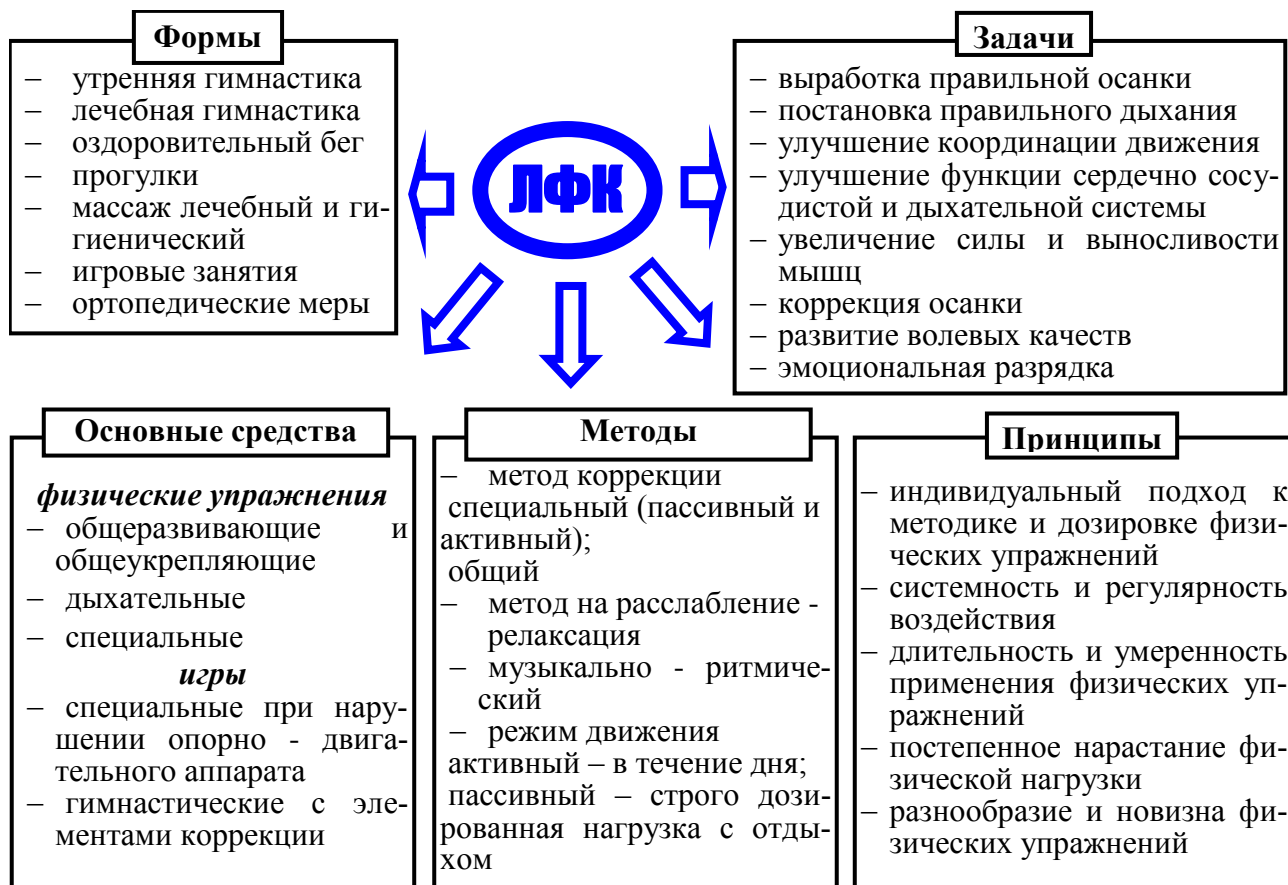 Формы
– утренняя гимнастика
– лечебная гимнастика
– оздоровительный бег
– прогулки
– массаж лечебный и ги-
гиенический
– игровые занятия
– ортопедические меры
ЛФК
Задачи
– выработка правильной осанки
– постановка правильного дыхания
– улучшение координации движения
– улучшение функции сердечно сосу-
дистой и дыхательной системы
– увеличение силы и выносливости
мышц
– коррекция осанки
– развитие волевых качеств
– эмоциональная разрядка
Основные средства
физические упражнения
– общеразвивающие и
общеукрепляющие
– дыхательные
– специальные
игры
– специальные при нару-
шении опорно - двига-
тельного аппарата
– гимнастические с эле-
ментами коррекции
Методы
– метод коррекции
специальный (пассивный и
активный);
общий
– метод на расслабление -
релаксация
– музыкально - ритмиче-
ский
– режим движения
активный – в течение дня;
пассивный – строго дози-
рованная нагрузка с отды-
хом
Принципы
– индивидуальный подход к
методике и дозировке физи-
ческих упражнений
– системность и регулярность
воздействия
– длительность и умеренность
применения физических уп-
ражнений
– постепенное нарастание фи-
зической нагрузки
– разнообразие и новизна фи-
зических упражнений